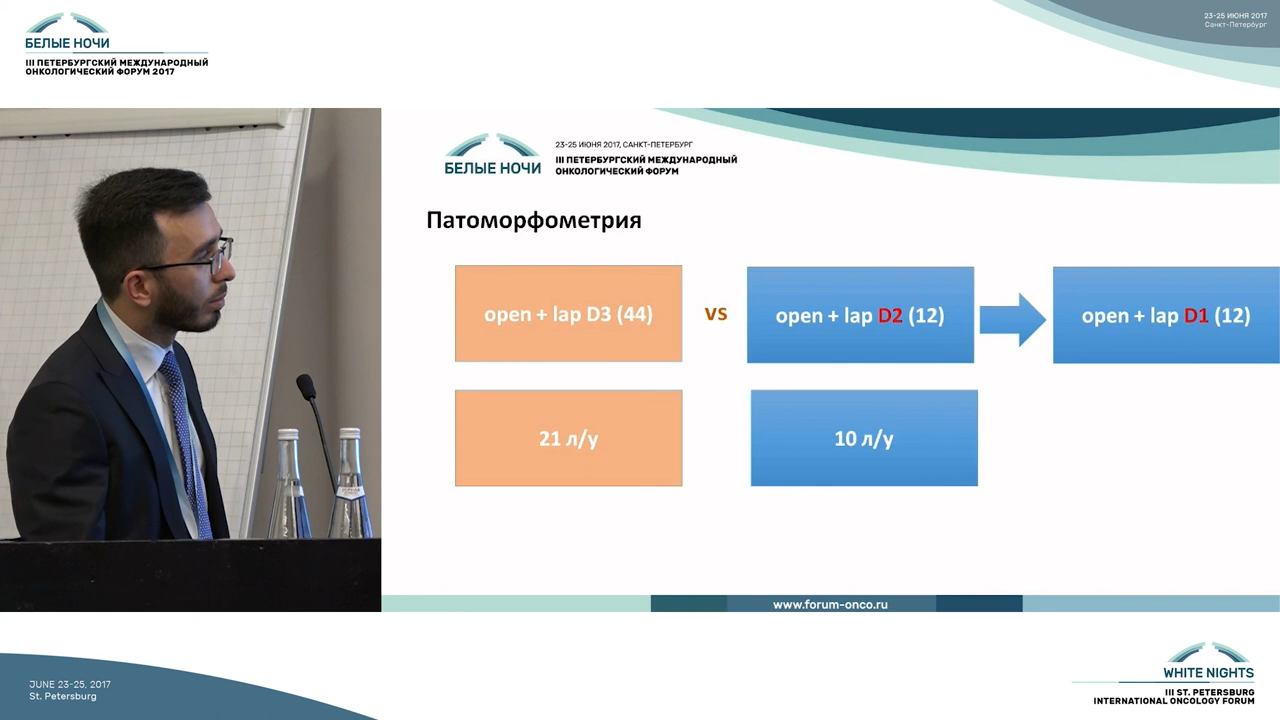 БЕЛЫЕ НОЧИ
III ПЕТЕРБУРГСКИЙ МЕЖДУНАРОДНЫЙ
ОНКОЛОГИЧЕСКИЙ ФОРУМ 2017
23-25 ИЮНЯ 2017
Санкт-Петербург
БЕЛЫЕ НОЧИ
23-25 ИЮНЯ 2017, САНКТ-ПЕТЕРБУРГ
III ПЕТЕРБУРГСКИЙ МЕЖДУНАРОДНЫЙ
ОНКОЛОГИЧЕСКИЙ ФОРУМ
Патоморфометрия
open + lap D3 (44)
vs
open + lap D2 (12)
open + lap D1 (12)
21 л/у
10 л/у
www.forum-onco.ru
JUNE 23-25, 2017
St. Petersburg
WHITE NIGHTS
III ST. PETERSBURG
INTERNATIONAL ONCOLOGY FORUM